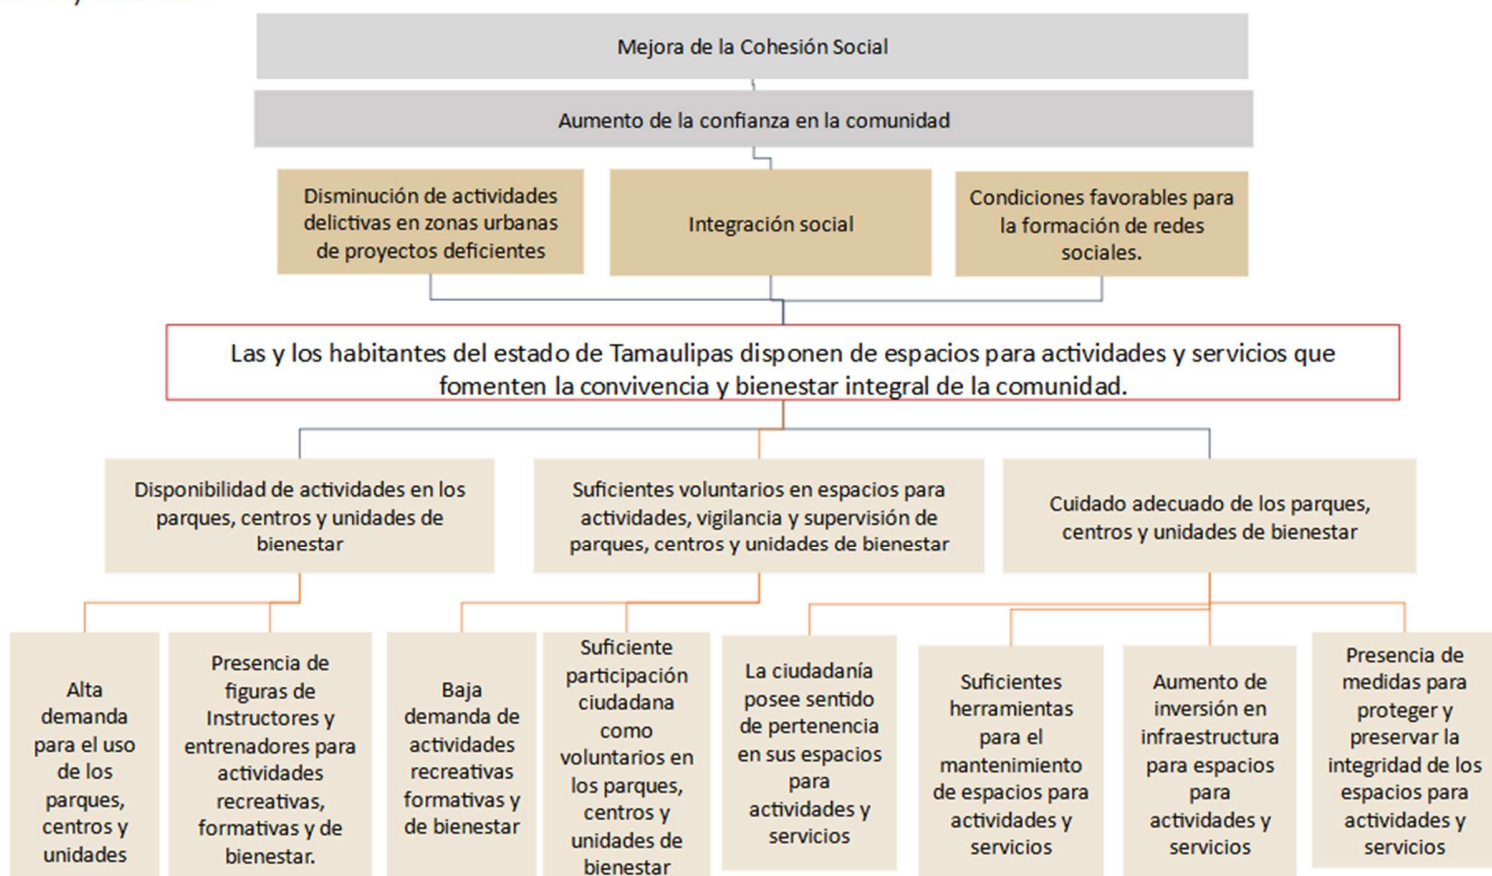 Mejora de la Cohesión Social
Aumento de la confianza en la comunidad
Disminución de actividades
delictivas en zonas urbanas
de proyectos deficientes
Integración social
Condiciones favorables para
la formación de redes
sociales.
Las y los habitantes del estado de Tamaulipas disponen de espacios para actividades y servicios que
fomenten la convivencia y bienestar integral de la comunidad.
Disponibilidad de actividades en los
parques, centros y unidades de
bienestar
Suficientes voluntarios en espacios para
actividades, vigilancia y supervisión de
parques, centros y unidades de bienestar
Cuidado adecuado de los parques,
centros y unidades de bienestar
Alta
demanda
para el uso
de los
parques,
centros y
unidades
Presencia de
figuras de
Instructores y
entrenadores para
actividades
recreativas,
formativas y de
bienestar.
Baja
demanda de
actividades
recreativas
formativas y
de bienestar
Suficiente
participación
ciudadana
como
voluntarios en
los parques,
centros y
unidades de
bienestar
La ciudadanía
posee sentido
de pertenencia
en sus espacios
para
actividades y
servicios
Suficientes
herramientas
para el
mantenimiento
de espacios para
actividades y
servicios
Aumento de
inversión en
infraestructura
para espacios
para
actividades y
servicios
Presencia de
medidas para
proteger y
preservar la
integridad de los
espacios para
actividades y
servicios